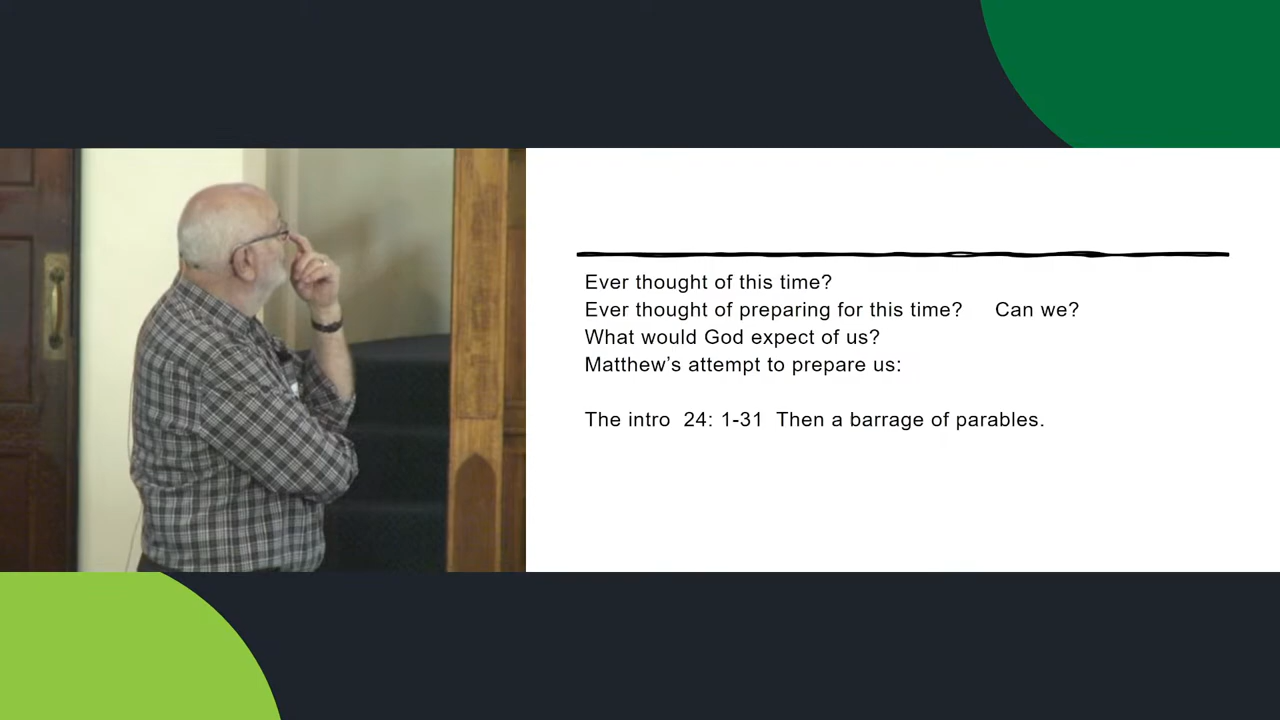 Ever thought of this time?
Ever thought of preparing for this time? Can we?
What would God expect of us?
Matthew’s attempt to prepare us:
The intro 24: 1-31 Then a barrage of parables.